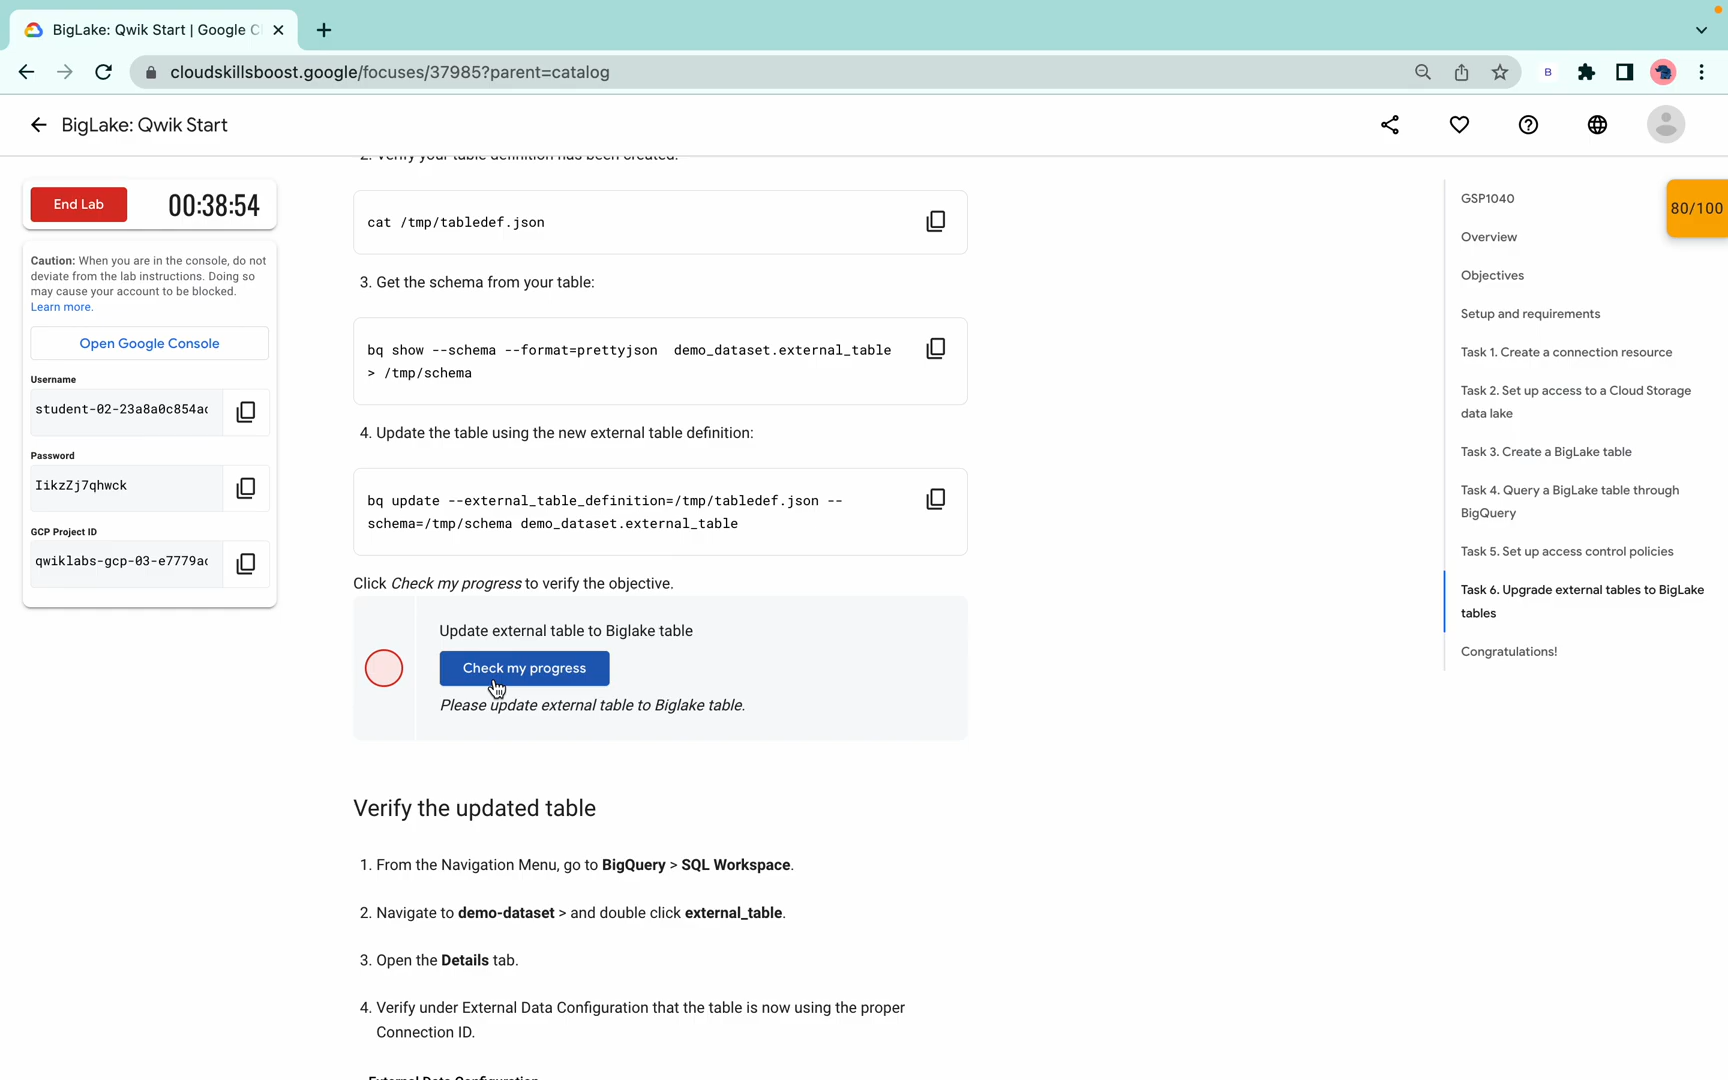 BigLake: Qwik Start | Google C
cloudskillsboost.google/focuses/37985?parent=catalog
B
BigLake: Qwik Start
End Lab
00:38:54
Caution: When you are in the console, do not
deviate from the lab instructions. Doing so
may cause your account to be blocked.
Learn more.
Open Google Console
Username
student-02-23a8a0c854ac
Password
IikzZj7qhwck
GCP Project ID
qwiklabs-gcp-03-e7779ac
2. Verify your table definition has been created:
cat /tmp/tabledef.json
3. Get the schema from your table:
bq show --schema --format=prettyjson demo_dataset.external_table
> /tmp/schema
4. Update the table using the new external table definition:
bq update --external_table_definition=/tmp/tabledef.json --
schema=/tmp/schema demo_dataset.external_table
Click Check my progress to verify the objective.
Update external table to Biglake table
Check my progress
Please update external table to Biglake table.
Verify the updated table
1. From the Navigation Menu, go to BigQuery > SQL Workspace.
2. Navigate to demo-dataset > and double click external_table.
3. Open the Details tab.
4. Verify under External Data Configuration that the table is now using the proper
Connection ID.
External Data Configuration
GSP1040
Overview
Objectives
Setup and requirements
Task 1. Create a connection resource
Task 2. Set up access to a Cloud Storage
data lake
Task 3. Create a BigLake table
Task 4. Query a BigLake table through
BigQuery
Task 5. Set up access control policies
Task 6. Upgrade external tables to BigLake
tables
Congratulations!
80/100